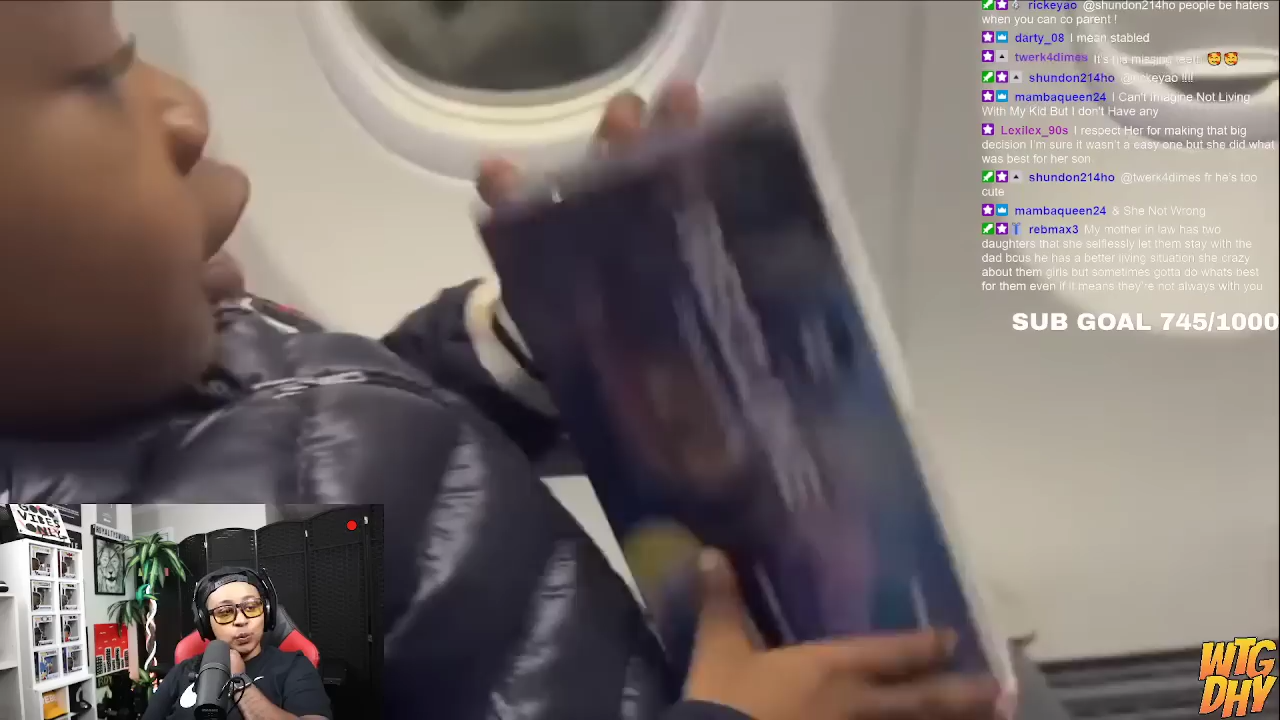 rickeyao @shundon214ho people be haters
when you can co parent !
darty_08 I mean stabled
twerk4dimes It's his missing teeth
shundon214ho @rickeyao !!!!
mambaqueen24 I Can't Imagine Not Living
With My Kid But I don't Have any
Lexilex_90s I respect Her for making that big
decision I'm sure it wasn't a easy one but she did what
was best for her son
shundon214ho @twerk4dimes fr he's too
cute
mambaqueen24 & She Not Wrong
rebmax3 My mother in law has two
daughters that she selflessly let them stay with the
dad bcus he has a better living situation she crazy
about them girls but sometimes gotta do whats best
for them even if it means they're not always with you
SUB GOAL 745/1000
VIBES
ONLY
WTG
DHY